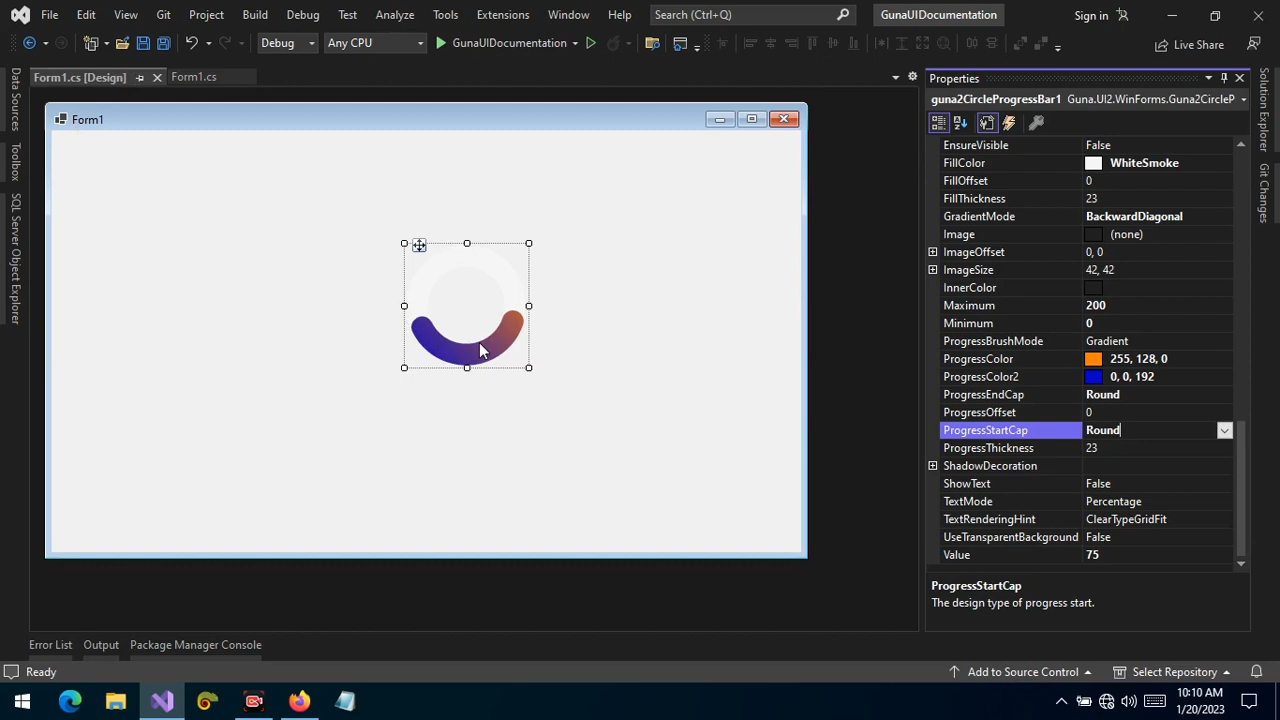 File Edit View Git Project Build Debug Test Analyze Tools Extensions Window Help Search (Ctrl+Q) GunaUIDocumentation Sign in
Debug Any CPU GunaUIDocumentation Live Share
Form1.cs [Design] Form1.cs
Properties
guna2CircleProgressBar1 Guna.UI2.WinForms.Guna2CircleP
Form1
Data Sources
Toolbox
SQL Server Object Explorer
Solution Explorer
Git Changes
EnsureVisible False
FillColor WhiteSmoke
FillOffset 0
FillThickness 23
GradientMode BackwardDiagonal
Image (none)
ImageOffset 0, 0
ImageSize 42, 42
InnerColor
Maximum 200
Minimum 0
ProgressBrushMode Gradient
ProgressColor 255, 128, 0
ProgressColor2 0, 0, 192
ProgressEndCap Round
ProgressOffset 0
ProgressStartCap Round
ProgressThickness 23
ShadowDecoration
ShowText False
TextMode Percentage
TextRenderingHint ClearTypeGridFit
UseTransparentBackground False
Value 75
ProgressStartCap
The design type of progress start.
Error List Output Package Manager Console
Ready Add to Source Control Select Repository
10:10 AM
1/20/2023